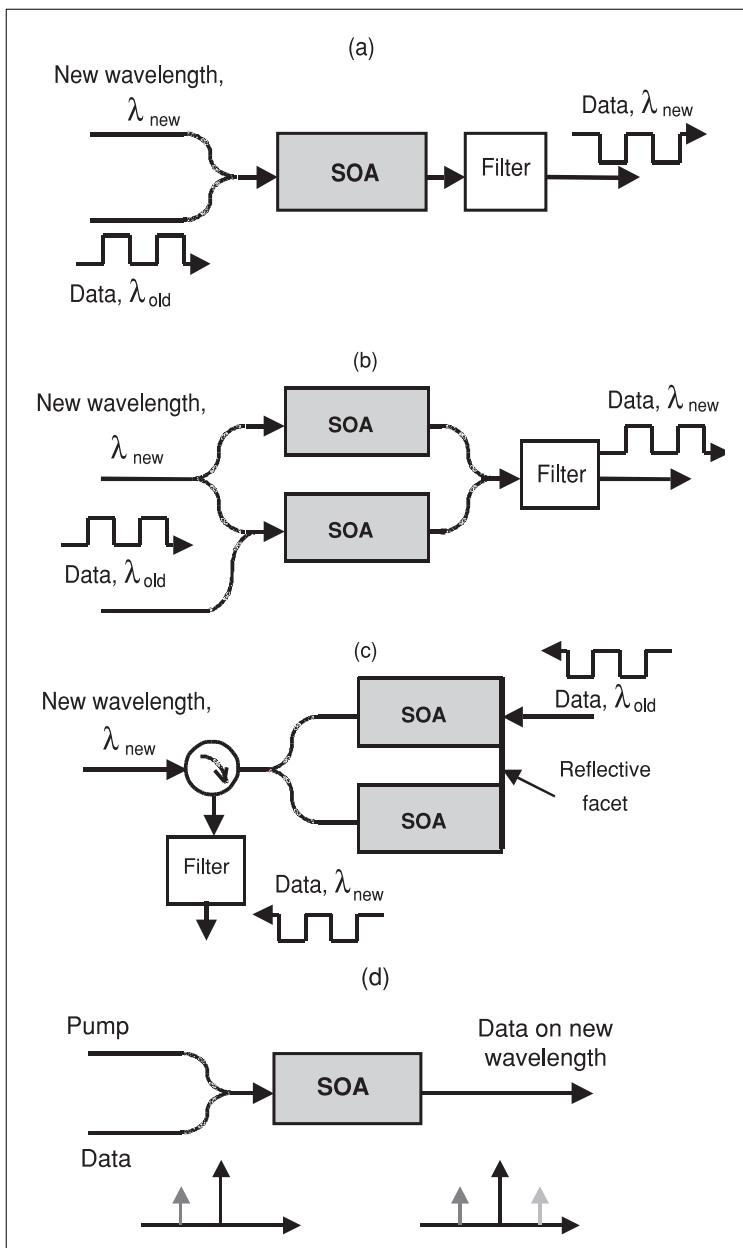 (a)
New wavelength,
λ new
Data, λ new
SOA
Filter
Data, λ old
(b)
New wavelength,
λ new
SOA
Data, λ new
Filter
SOA
Data, λ old
(c)
New wavelength,
λ new
SOA
Data, λ old
Reflective
facet
SOA
Filter
Data, λ new
(d)
Pump
Data on new
wavelength
SOA
Data